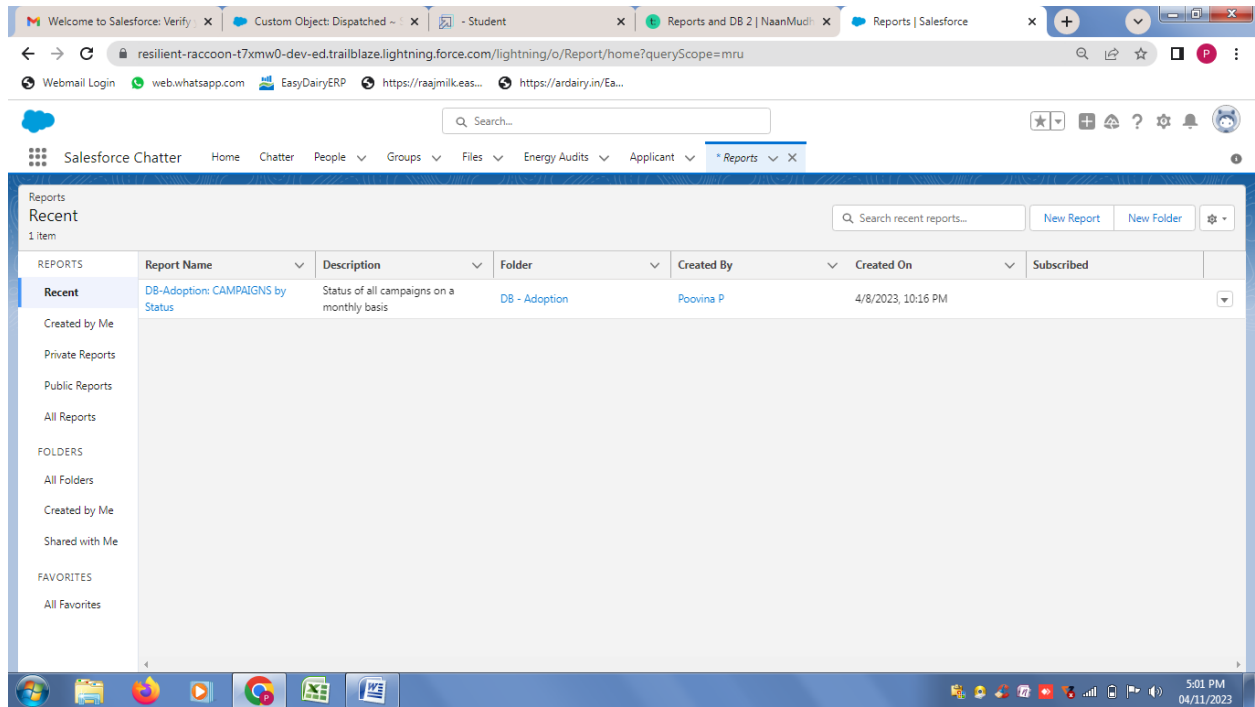 Welcome to Salesforce: Verify
Custom Object: Dispatched ~ S
- Student
Reports and DB 2 | NaanMudh
Reports | Salesforce
resilient-raccoon-t7xmw0-dev-ed.trailblaze.lightning.force.com/lightning/o/Report/home?queryScope=mru
P
Webmail Login
web.whatsapp.com
EasyDairyERP
https://raajmilk.eas...
https://ardairy.in/Ea...
Search...
Salesforce Chatter
Home
Chatter
People
Groups
Files
Energy Audits
Applicant
* Reports
Reports
Recent
1 item
Search recent reports...
New Report
New Folder
REPORTS
Report Name
Description
Folder
Created By
Created On
Subscribed
Recent
DB-Adoption: CAMPAIGNS by
Status
Status of all campaigns on a
monthly basis
DB - Adoption
Poovina P
4/8/2023, 10:16 PM
Created by Me
Private Reports
Public Reports
All Reports
FOLDERS
All Folders
Created by Me
Shared with Me
FAVORITES
All Favorites
5:01 PM
04/11/2023